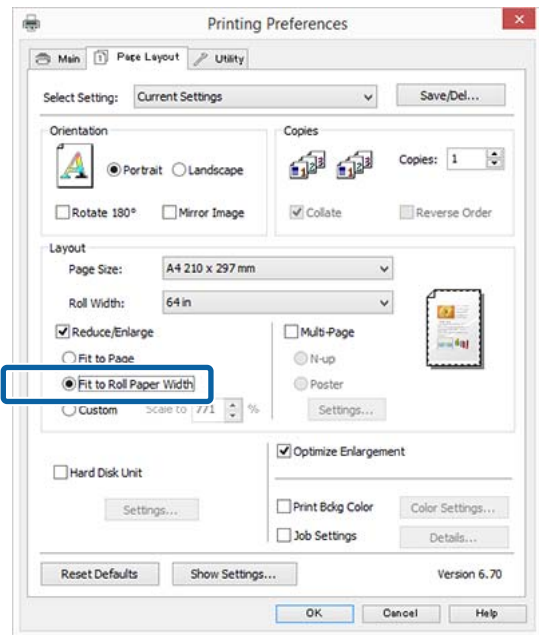 Printing Preferences
Main Page Layout Utility
Select Setting: Current Settings Save/Del...
Orientation
Portrait Landscape
Rotate 180° Mirror Image
Copies
Copies: 1
Collate Reverse Order
Layout
Page Size: A4 210 x 297 mm
Roll Width: 64 in
Reduce/Enlarge
Fit to Page
Fit to Roll Paper Width
Custom Scale to 771 %
Multi-Page
N-up
Poster
Settings...
Optimize Enlargement
Hard Disk Unit
Settings...
Print Bckg Color Color Settings...
Job Settings Details...
Reset Defaults Show Settings... Version 6.70
OK Cancel Help